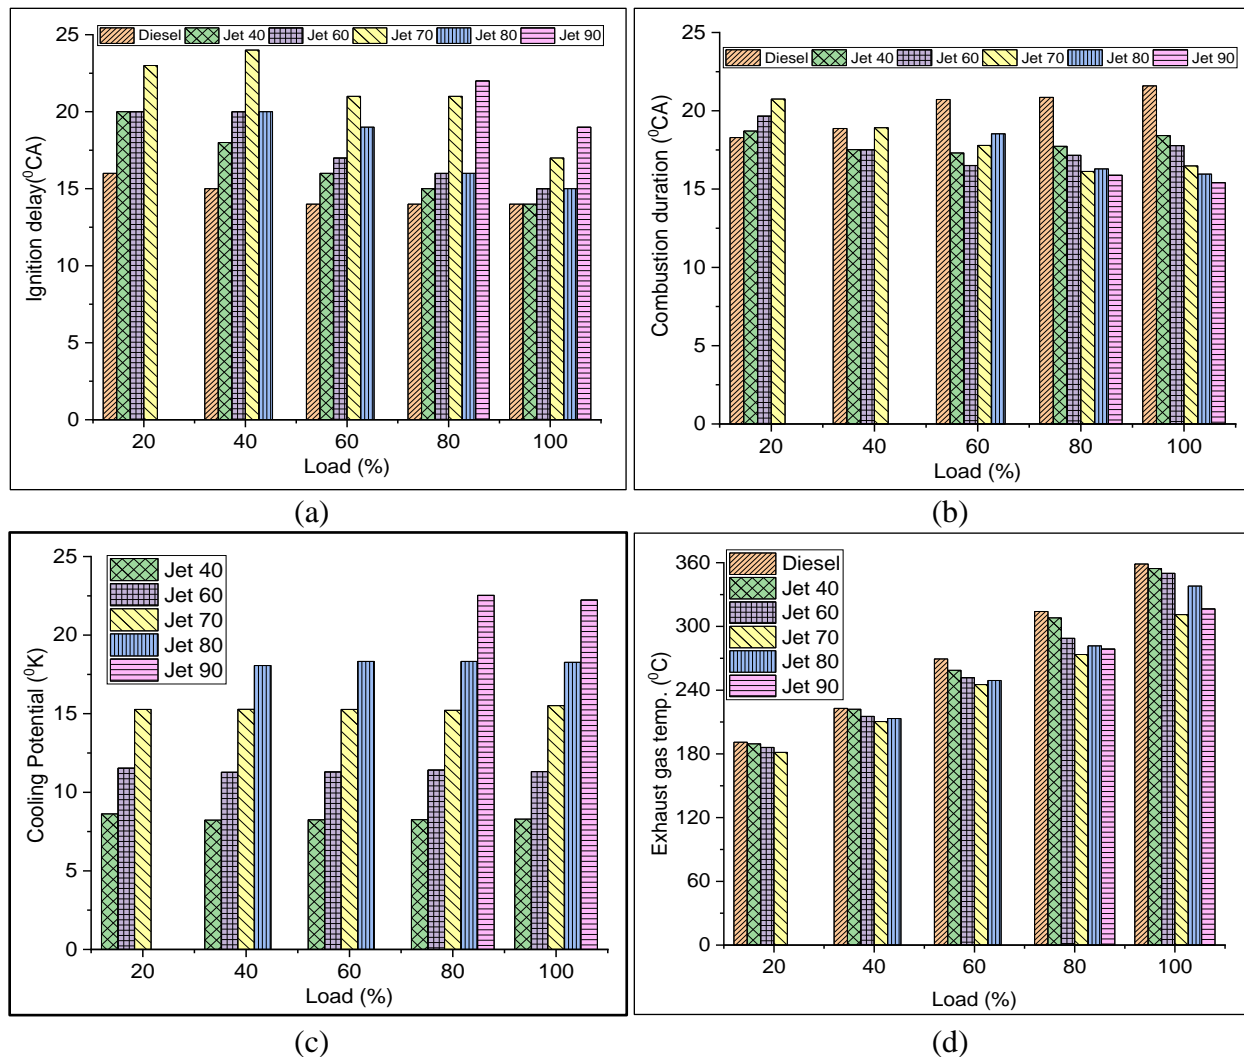 25
20
15
10
5
0
Ignition delay(⁰CA)
Diesel Jet 40 Jet 60 Jet 70 Jet 80 Jet 90
20 40 60 80 100
Load (%)
(a)
25
20
15
10
5
0
Combustion duration (⁰CA)
Diesel Jet 40 Jet 60 Jet 70 Jet 80 Jet 90
20 40 60 80 100
Load (%)
(b)
25
20
15
10
5
0
Cooling Potential (⁰K)
Jet 40
Jet 60
Jet 70
Jet 80
Jet 90
20 40 60 80 100
Load (%)
(c)
360
300
240
180
120
60
0
Exhaust gas temp. (⁰C)
Diesel
Jet 40
Jet 60
Jet 70
Jet 80
Jet 90
20 40 60 80 100
Load (%)
(d)